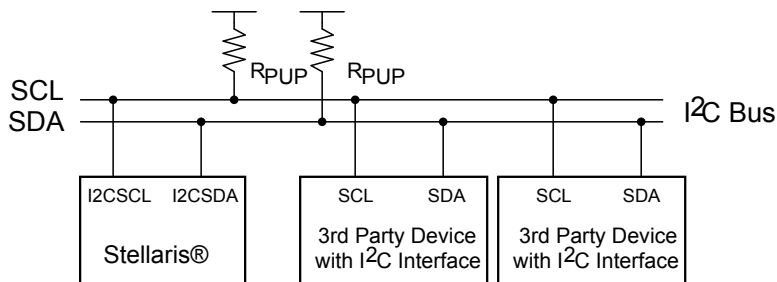 RPUP RPUP
SCL
SDA
I2C Bus
I2CSCL I2CSDA
SCL SDA
SCL SDA
Stellaris®
3rd Party Device
with I2C Interface
3rd Party Device
with I2C Interface